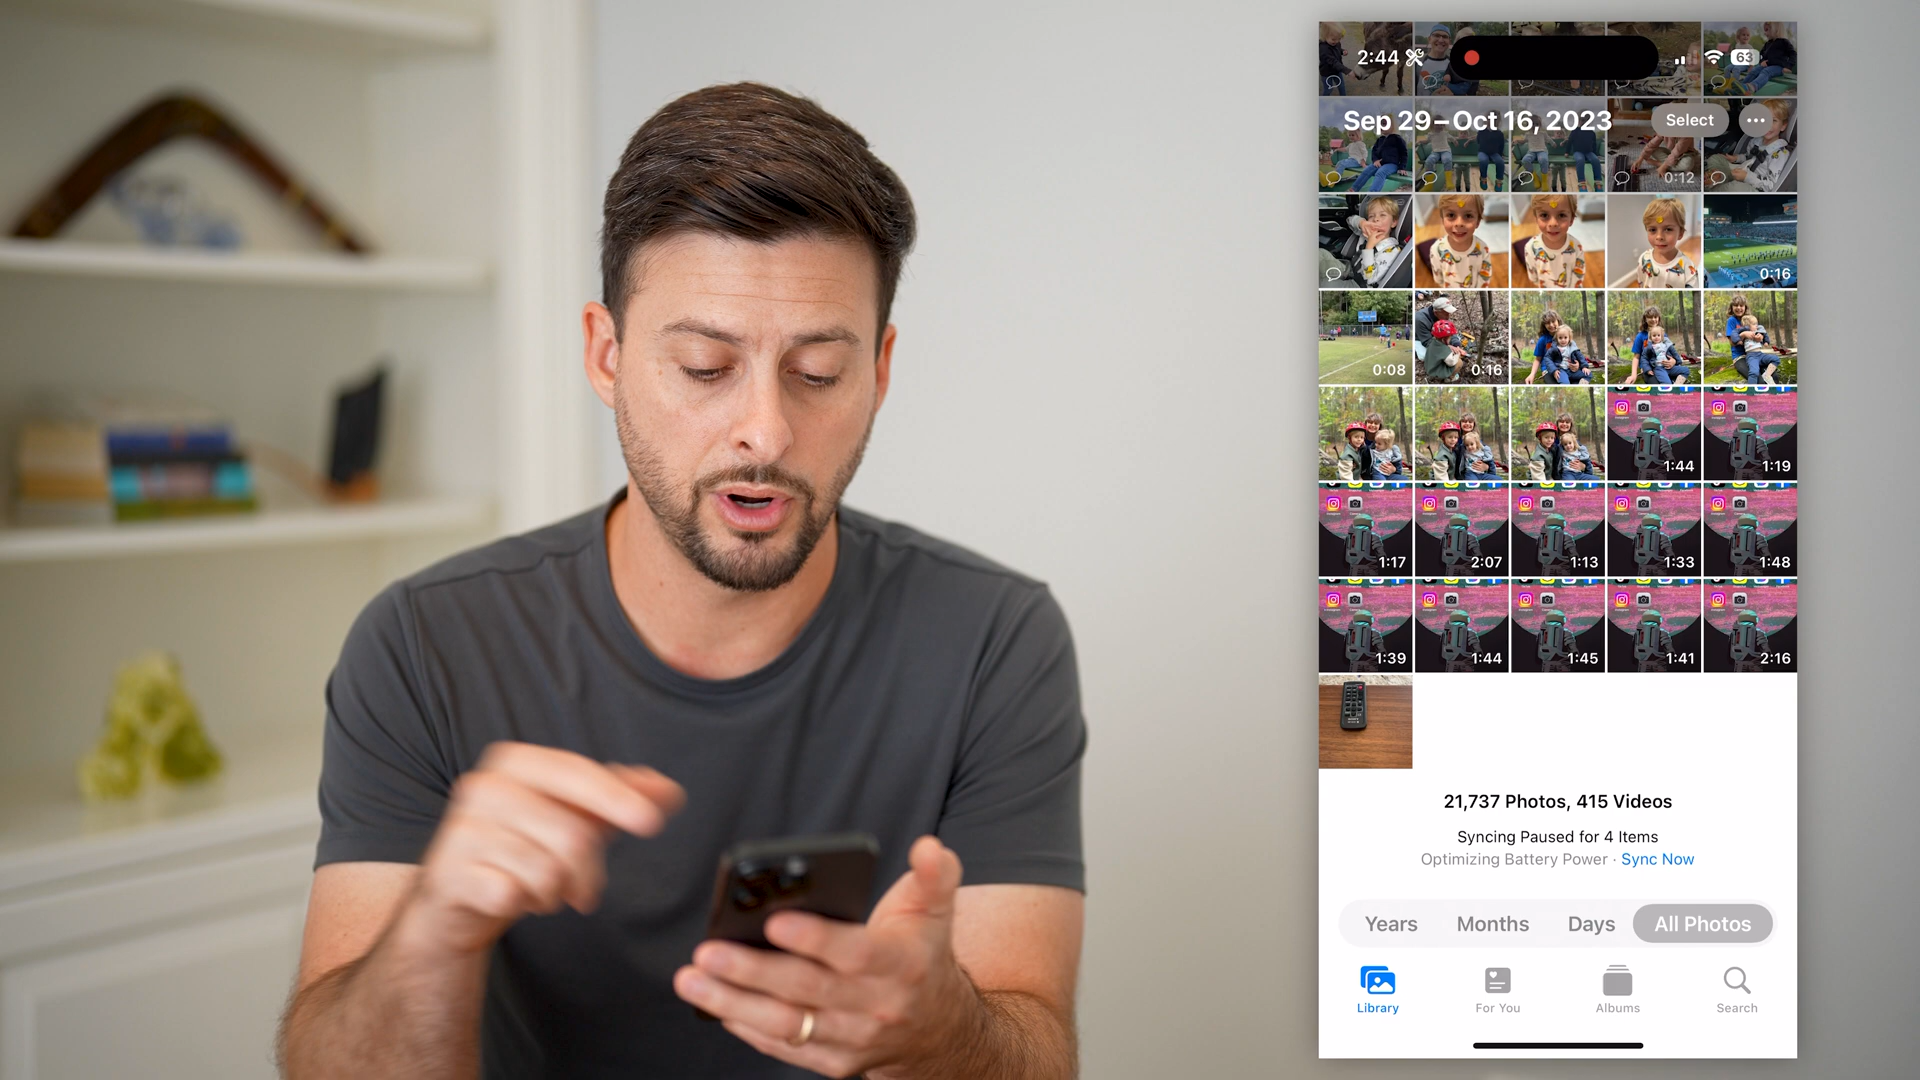 2:44
63
Sep 29–Oct 16, 2023
Select
0:12
0:16
0:08
0:16
1:44
1:19
1:17
2:07
1:13
1:33
1:48
1:39
1:44
1:45
1:41
2:16
21,737 Photos, 415 Videos
Syncing Paused for 4 Items
Optimizing Battery Power · Sync Now
Years
Months
Days
All Photos
Library
For You
Albums
Search